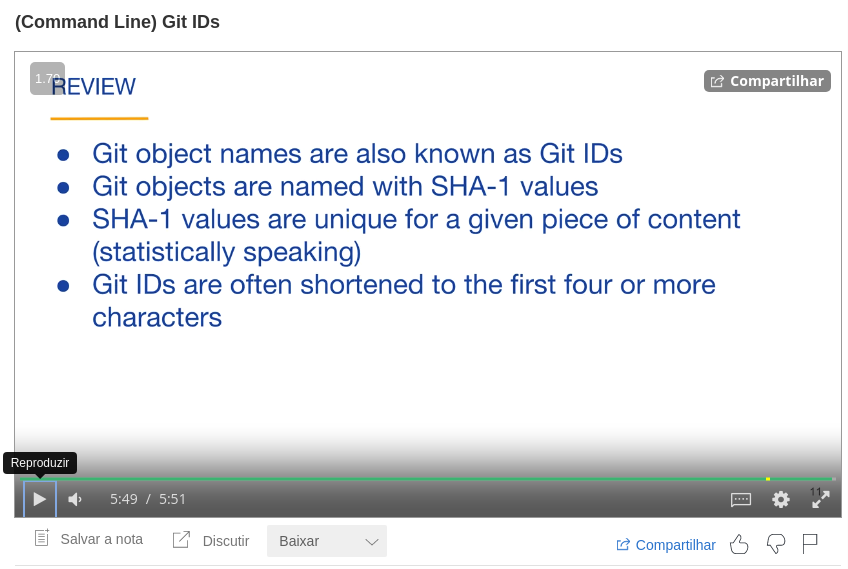 (Command Line) Git IDs
1.75
REVIEW
Compartilhar
● Git object names are also known as Git IDs
● Git objects are named with SHA-1 values
● SHA-1 values are unique for a given piece of content
(statistically speaking)
● Git IDs are often shortened to the first four or more
characters
Reproduzir
5:49 / 5:51
11
Salvar a nota
Discutir
Baixar
Compartilhar